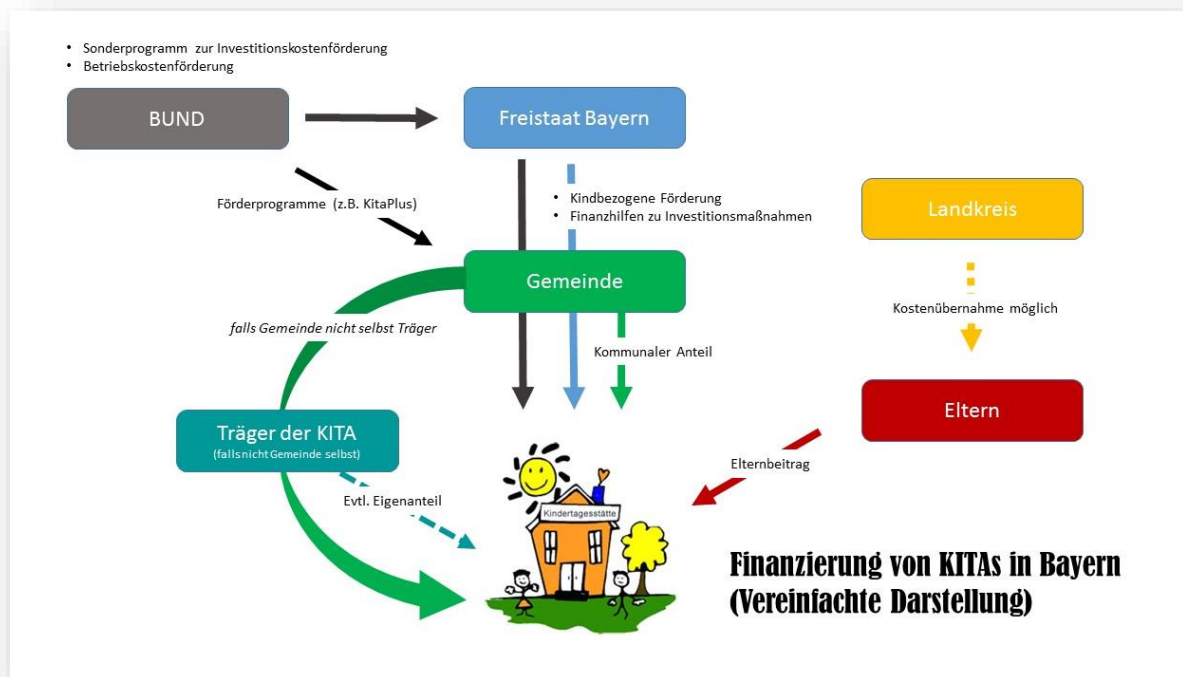 • Sonderprogramm zur Investitionskostenförderung
• Betriebskostenförderung
BUND
Freistaat Bayern
Förderprogramme (z.B. KitaPlus)
• Kindbezogene Förderung
• Finanzhilfen zu Investitionsmaßnahmen
Landkreis
Gemeinde
Kostenübernahme möglich
falls Gemeinde nicht selbst Träger
Kommunaler Anteil
Eltern
Träger der KITA
(falls nicht Gemeinde selbst)
Elternbeitrag
Evtl. Eigenanteil
Kindertagesstätte
Finanzierung von KITAs in Bayern
(Vereinfachte Darstellung)